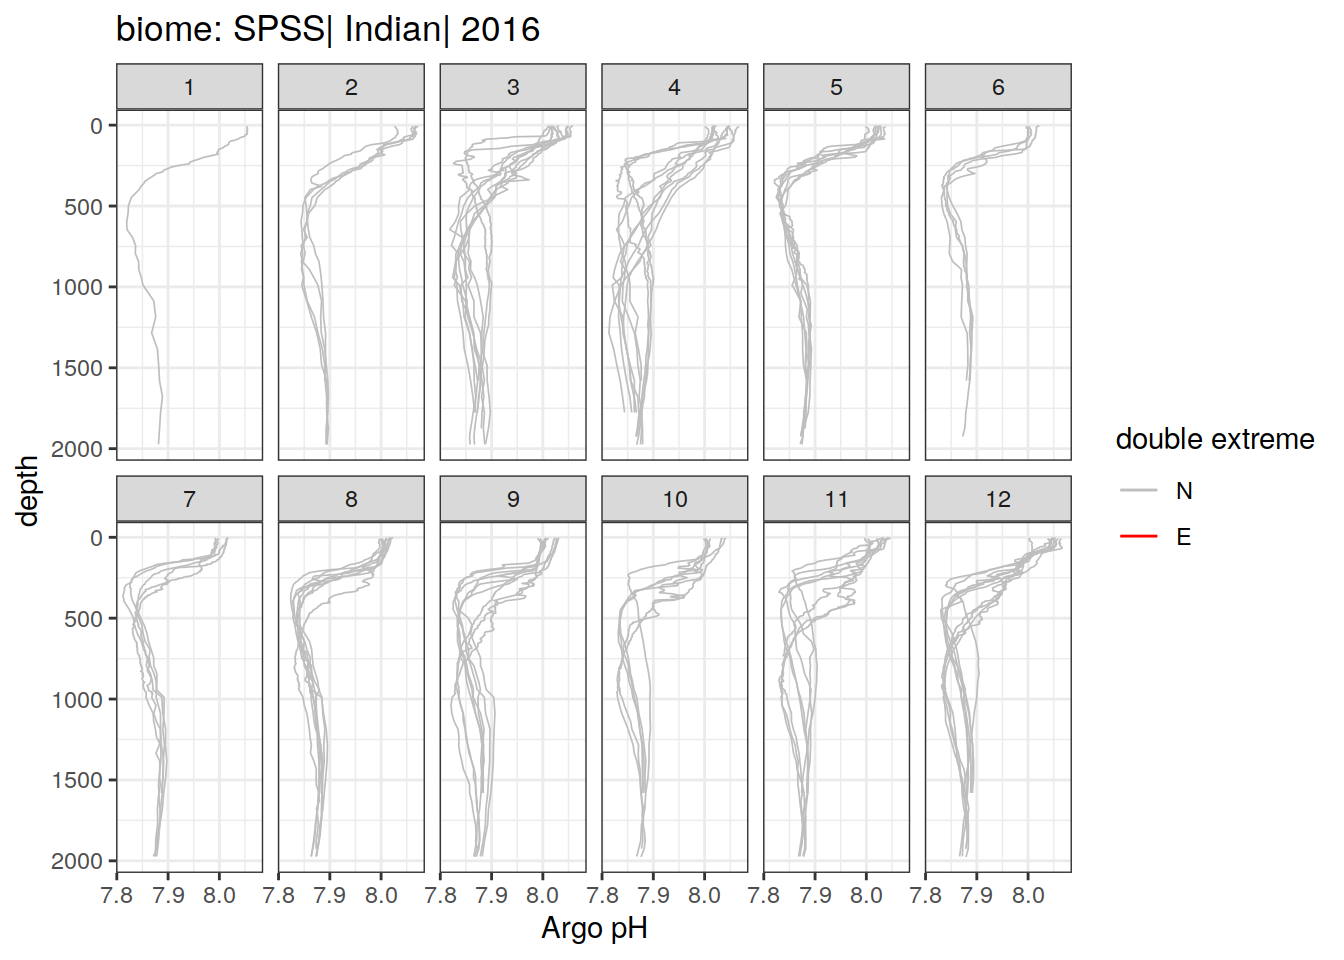 biome: SPSS| Indian| 2016
1 2 3 4 5 6
0
500
1000
1500
2000
7 8 9 10 11 12
0
500
1000
1500
2000
7.8 7.9 8.0 7.8 7.9 8.0 7.8 7.9 8.0 7.8 7.9 8.0 7.8 7.9 8.0 7.8 7.9 8.0
Argo pH
depth
double extreme
N
E